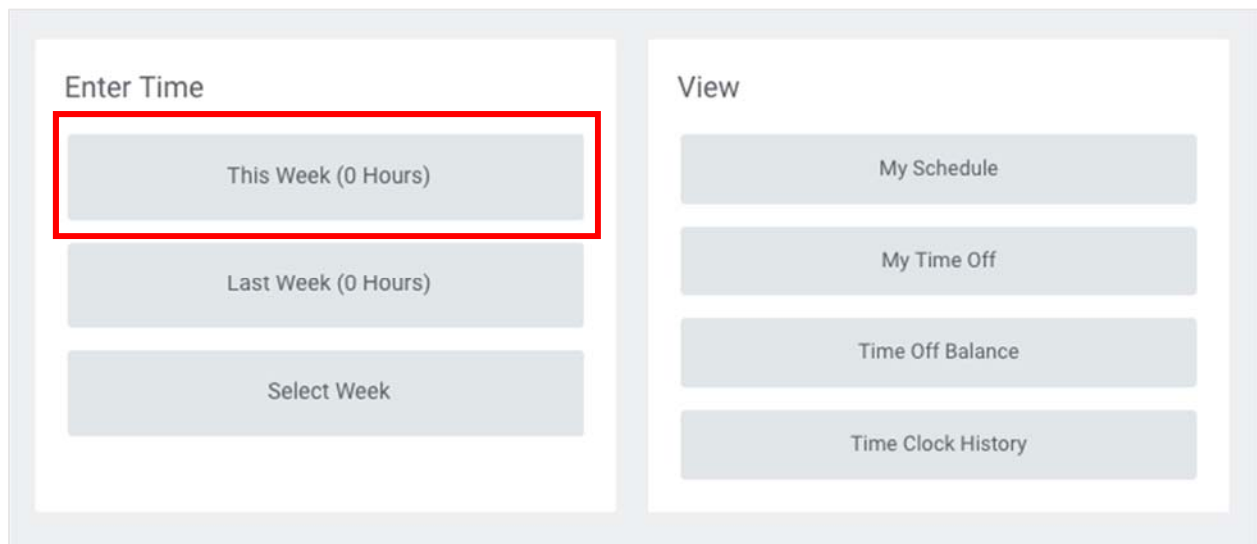 Enter Time
This Week (0 Hours)
Last Week (0 Hours)
Select Week
View
My Schedule
My Time Off
Time Off Balance
Time Clock History